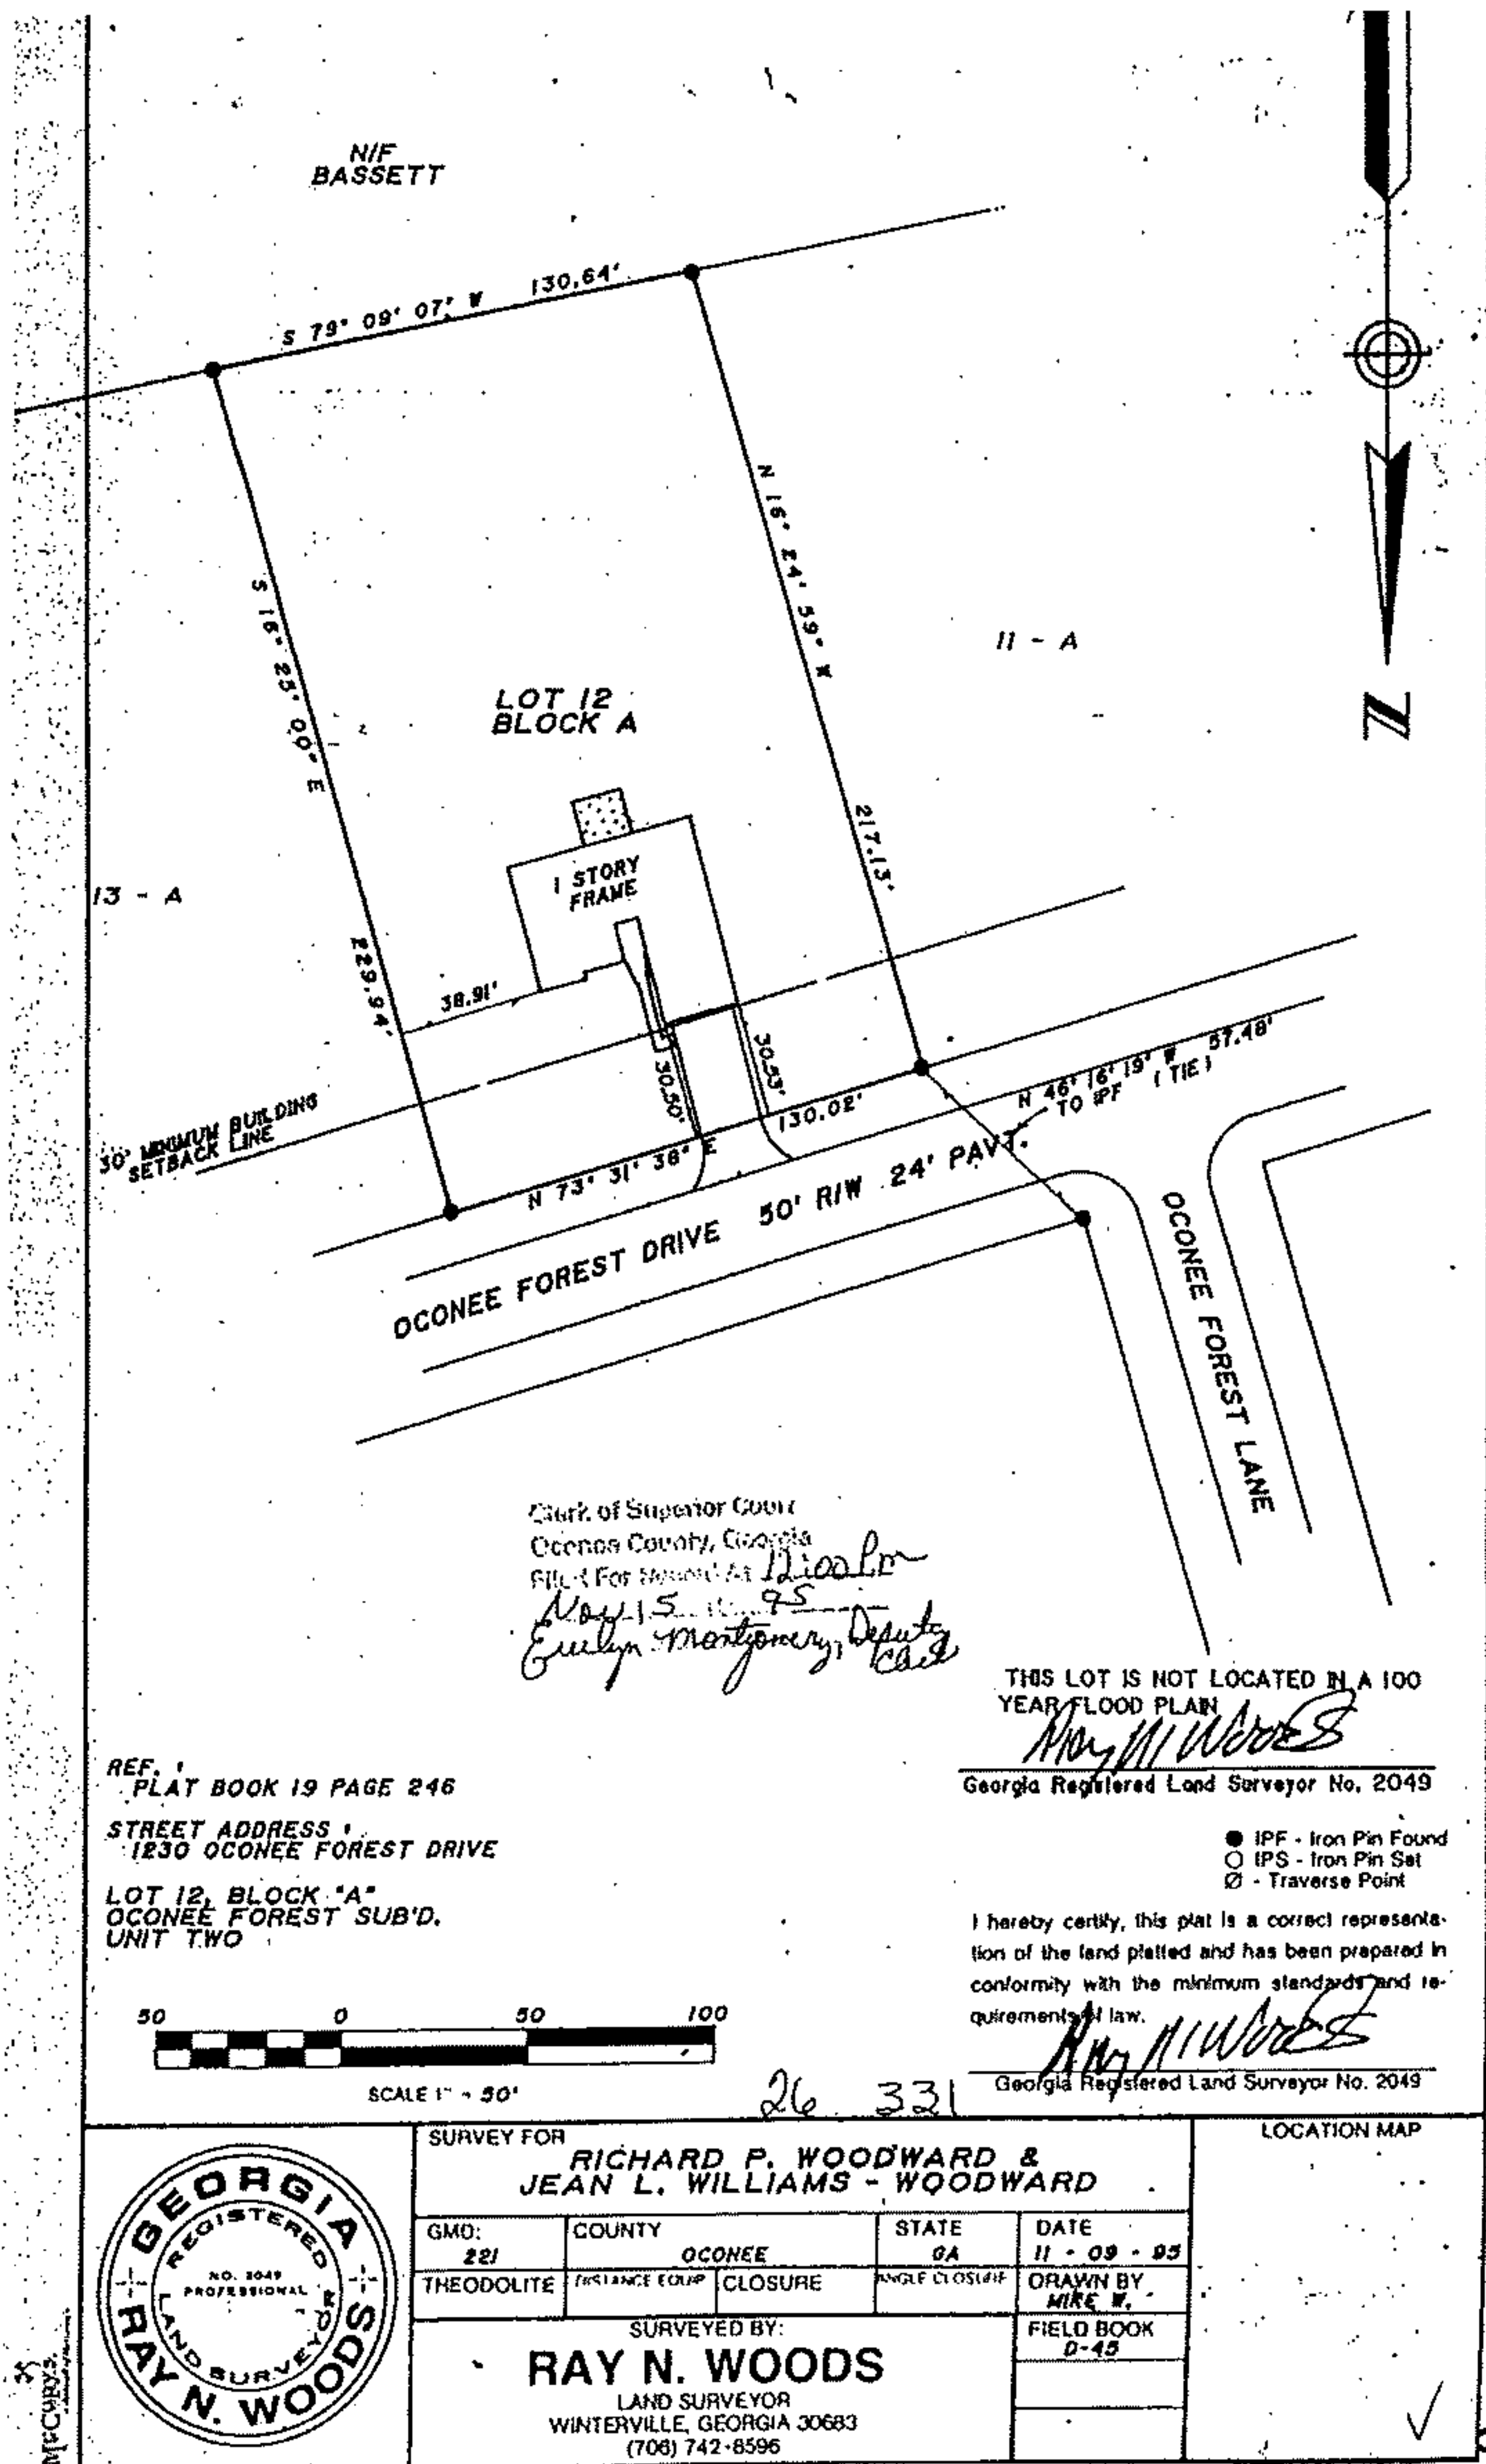 N/F
BASSETT
S 79° 09' 07" W 130.64'
N 16° 24' 59" W
217.13'
S 16° 25' 00" E
229.94'
11 - A
LOT 12
BLOCK A
1 STORY
FRAME
13 - A
38.91'
30.50'
30.53'
30' MINIMUM BUILDING
SETBACK LINE
N 73° 31' 38" E 130.02'
N 46° 16' 19" W 57.48'
TO IPF (TIE)
OCONEE FOREST DRIVE 50' R/W 24' PAVT.
OCONEE FOREST LANE
N
Clerk of Superior Court
Oconee County, Georgia
Filed For Record At 12:00 Pm
Nov 15 95
Evelyn Montgomery, Deputy
Clerk
THIS LOT IS NOT LOCATED IN A 100
YEAR FLOOD PLAIN
Ray N Woods
Georgia Registered Land Surveyor No. 2049
REF. :
PLAT BOOK 19 PAGE 246
STREET ADDRESS :
1230 OCONEE FOREST DRIVE
LOT 12, BLOCK "A"
OCONEE FOREST SUB'D.
UNIT TWO
IPF - Iron Pin Found
IPS - Iron Pin Set
Ø - Traverse Point
I hereby certify, this plat is a correct representa-
tion of the land platted and has been prepared in
conformity with the minimum standards and re-
quirements of law.
Ray N Woods
Georgia Registered Land Surveyor No. 2049
50 0 50 100
SCALE 1" = 50'
26 331
SURVEY FOR
RICHARD P. WOODWARD &
JEAN L. WILLIAMS - WOODWARD
LOCATION MAP
GMD:
221
COUNTY
OCONEE
STATE
GA
DATE
11 - 09 - 95
THEODOLITE
DISTANCE EQUIP
CLOSURE
ANGLE CLOSURE
DRAWN BY
MIKE W.
SURVEYED BY:
RAY N. WOODS
LAND SURVEYOR
WINTERVILLE, GEORGIA 30683
(706) 742-8596
FIELD BOOK
D-45
GEORGIA
REGISTERED
NO. 2049
PROFESSIONAL
LAND SURVEYOR
RAY N. WOODS